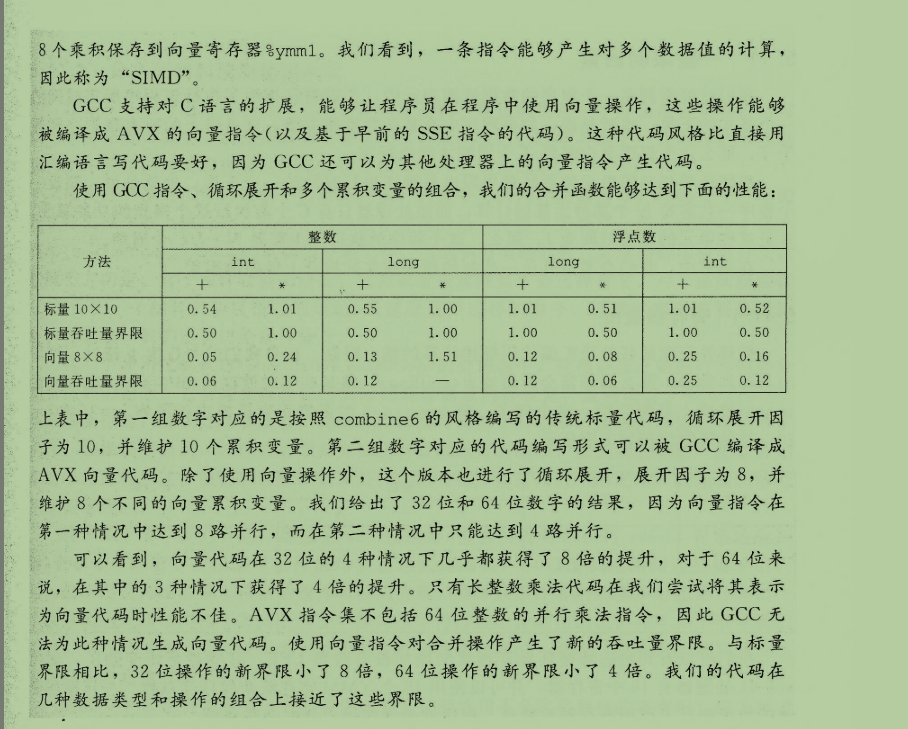 8个乘积保存到向量寄存器%ymm1。我们看到，一条指令能够产生对多个数据值的计算，
因此称为“SIMD”。
GCC 支持对 C 语言的扩展，能够让程序员在程序中使用向量操作，这些操作能够
被编译成 AVX 的向量指令(以及基于早前的 SSE 指令的代码)。这种代码风格比直接用
汇编语言写代码要好，因为 GCC 还可以为其他处理器上的向量指令产生代码。
使用 GCC 指令、循环展开和多个累积变量的组合，我们的合并函数能够达到下面的性能：
方法 整数 浮点数
int long long int
+ * + * + * + *
标量 10×10 0.54 1.01 0.55 1.00 1.01 0.51 1.01 0.52
标量吞吐量界限 0.50 1.00 0.50 1.00 1.00 0.50 1.00 0.50
向量 8×8 0.05 0.24 0.13 1.51 0.12 0.08 0.25 0.16
向量吞吐量界限 0.06 0.12 0.12 — 0.12 0.06 0.25 0.12
上表中，第一组数字对应的是按照 combine6 的风格编写的传统标量代码，循环展开因
子为 10，并维护 10 个累积变量。第二组数字对应的代码编写形式可以被 GCC 编译成
AVX 向量代码。除了使用向量操作外，这个版本也进行了循环展开，展开因子为 8，并
维护 8 个不同的向量累积变量。我们给出了 32 位和 64 位数字的结果，因为向量指令在
第一种情况中达到 8 路并行，而在第二种情况中只能达到 4 路并行。
可以看到，向量代码在 32 位的 4 种情况下几乎都获得了 8 倍的提升，对于 64 位来
说，在其中的 3 种情况下获得了 4 倍的提升。只有长整数乘法代码在我们尝试将其表示
为向量代码时性能不佳。AVX 指令集不包括 64 位整数的并行乘法指令，因此 GCC 无
法为此种情况生成向量代码。使用向量指令对合并操作产生了新的吞吐量界限。与标量
界限相比，32 位操作的新界限小了 8 倍，64 位操作的新界限小了 4 倍。我们的代码在
几种数据类型和操作的组合上接近了这些界限。